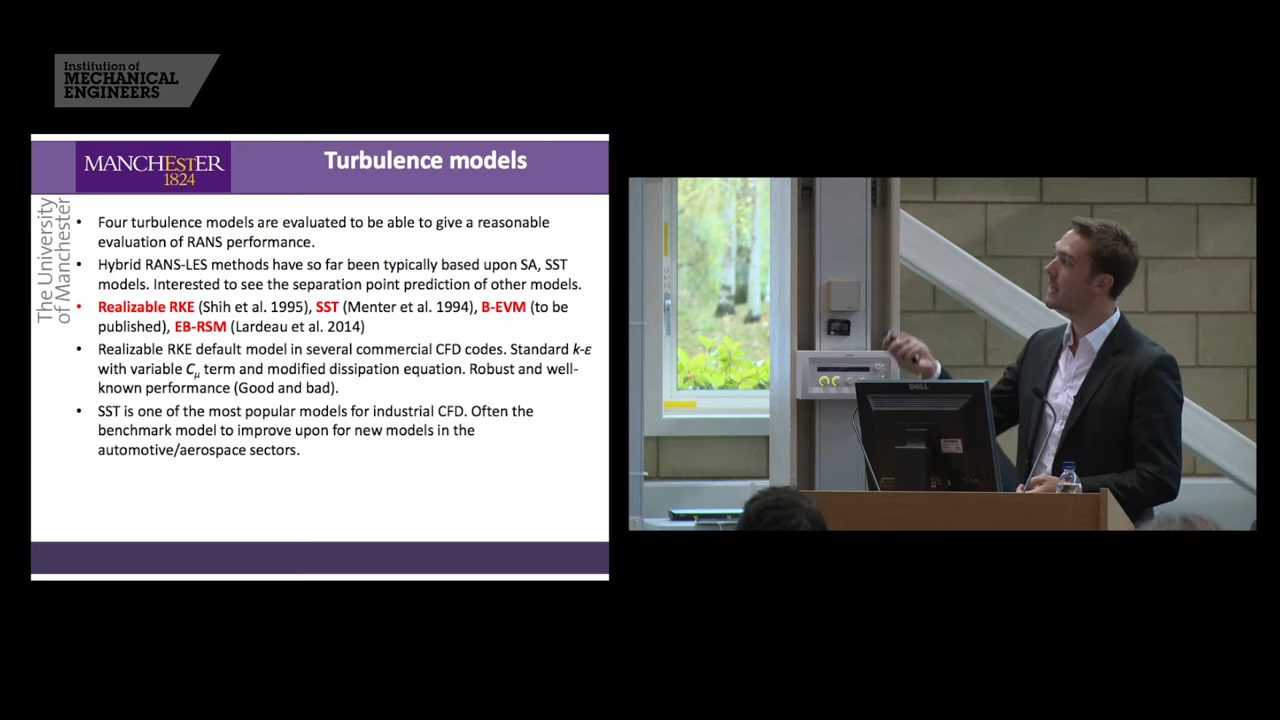 Institution of
MECHANICAL
ENGINEERS
MANCHESTER
1824
The University
of Manchester
Turbulence models
• Four turbulence models are evaluated to be able to give a reasonable
evaluation of RANS performance.
• Hybrid RANS-LES methods have so far been typically based upon SA, SST
models. Interested to see the separation point prediction of other models.
• Realizable RKE (Shih et al. 1995), SST (Menter et al. 1994), B-EVM (to be
published), EB-RSM (Lardeau et al. 2014)
• Realizable RKE default model in several commercial CFD codes. Standard k-ε
with variable Cμ term and modified dissipation equation. Robust and well-
known performance (Good and bad).
• SST is one of the most popular models for industrial CFD. Often the
benchmark model to improve upon for new models in the
automotive/aerospace sectors.
DELL